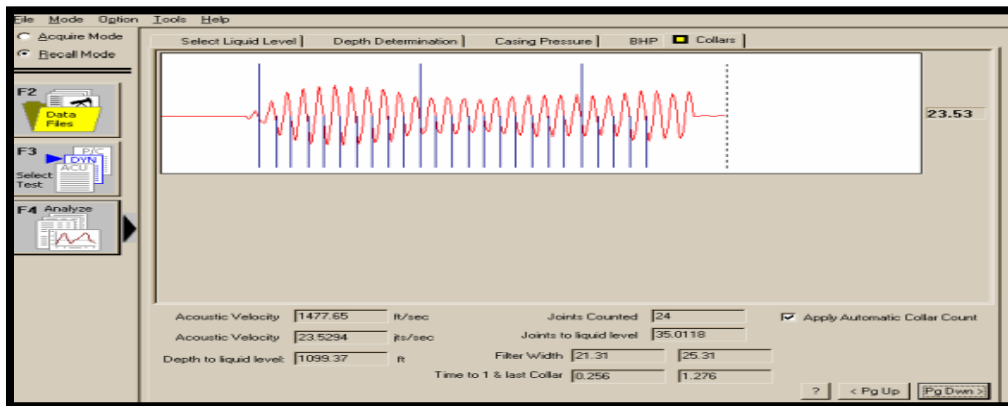 File Mode Option Tools Help
Acquire Mode
Recall Mode
Select Liquid Level Depth Determination Casing Pressure BHP Collars
F2
Data
Files
23.53
F3
P/C
DYN
ACU
Select
Test
F4 Analyze
Acoustic Velocity 1477.65 ft/sec Joints Counted 24 Apply Automatic Collar Count
Acoustic Velocity 23.5294 jts/sec Joints to liquid level 35.0118
Depth to liquid level: 1099.37 ft Filter Width 21.31 25.31
Time to 1 & last Collar 0.256 1.276
? < Pg Up Pg Dwn >